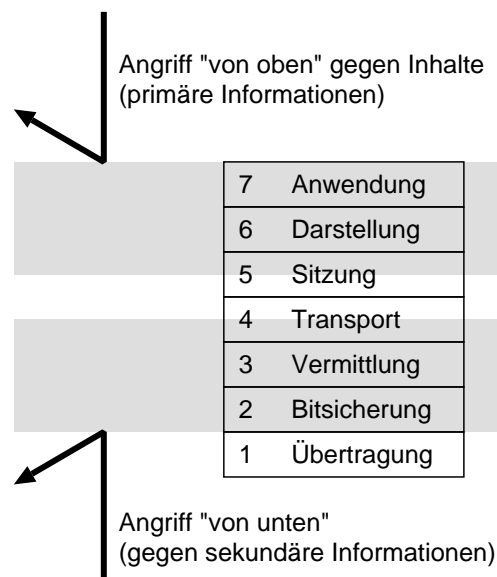 Angriff "von oben" gegen Inhalte
(primäre Informationen)
7 Anwendung
6 Darstellung
5 Sitzung
4 Transport
3 Vermittlung
2 Bitsicherung
1 Übertragung
Angriff "von unten"
(gegen sekundäre Informationen)